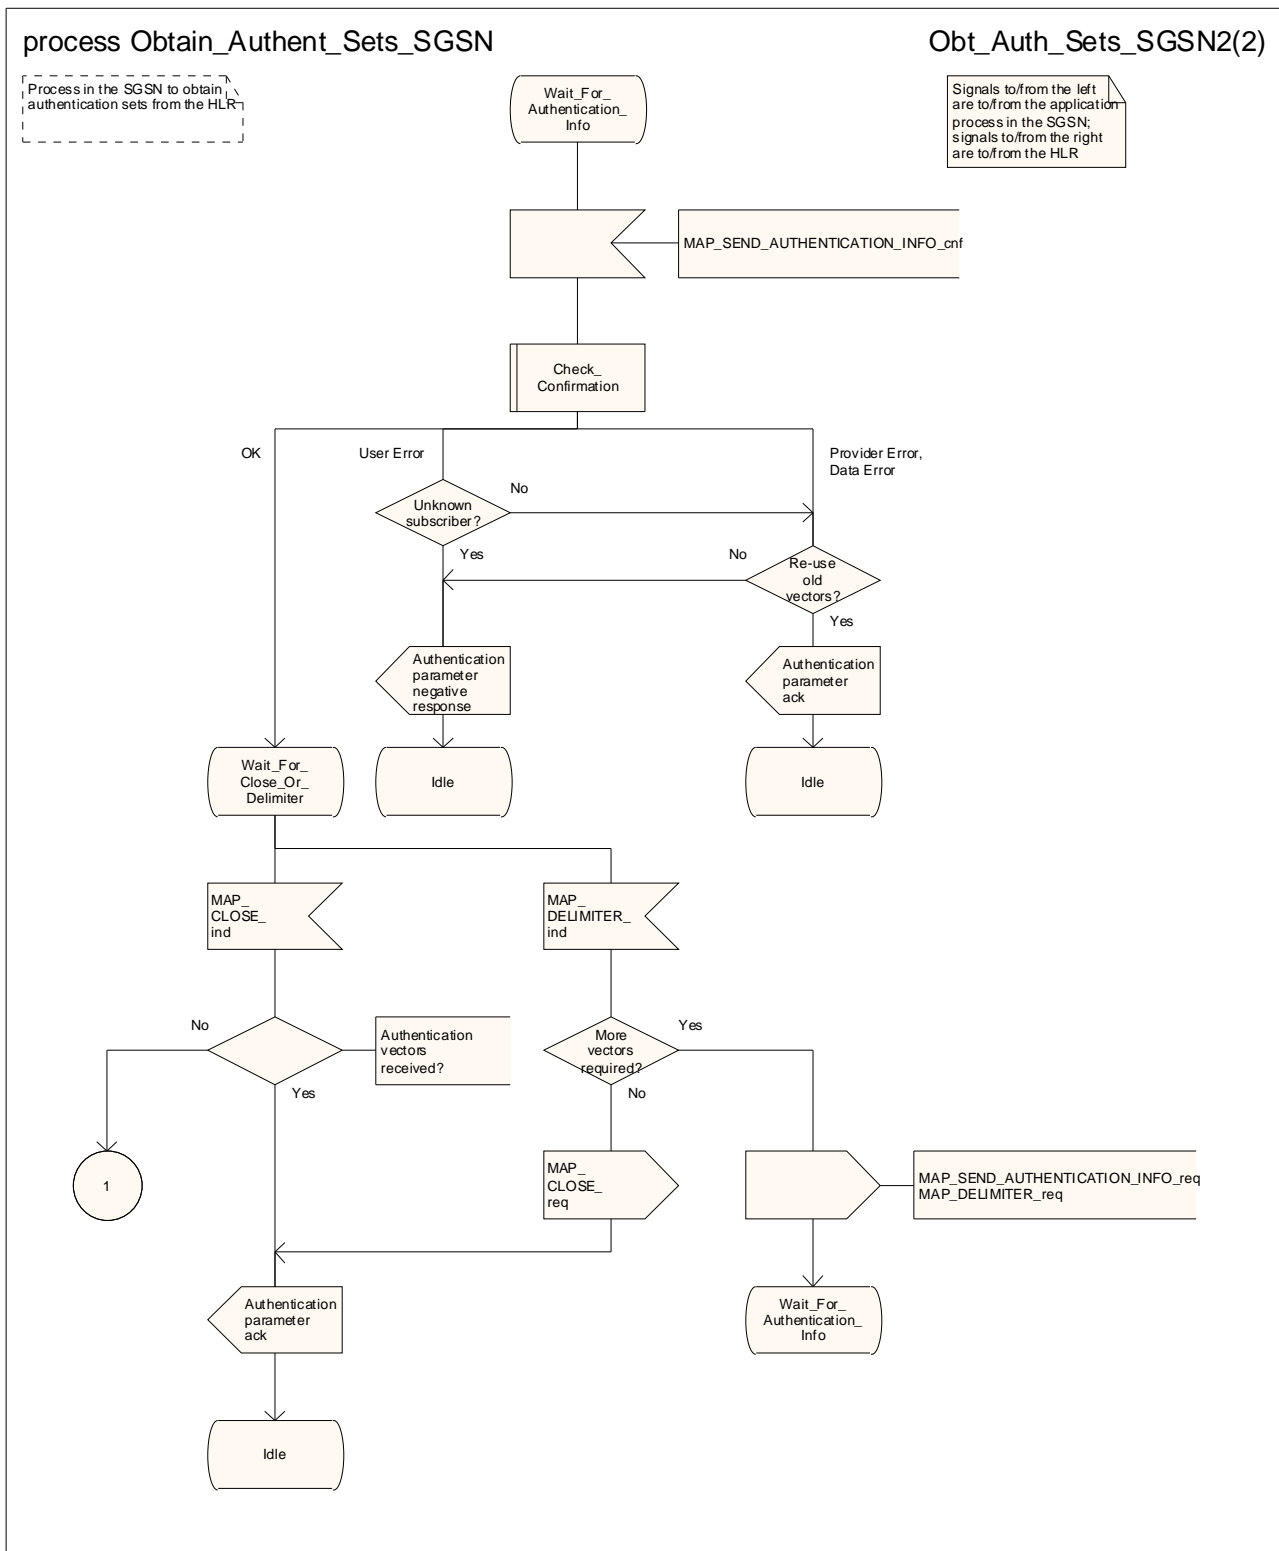 process Obtain_Authent_Sets_SGSN
Obt_Auth_Sets_SGSN2(2)
Process in the SGSN to obtain
authentication sets from the HLR
Wait_For_
Authentication_
Info
Signals to/from the left
are to/from the application
process in the SGSN;
signals to/from the right
are to/from the HLR
MAP_SEND_AUTHENTICATION_INFO_cnf
Check_
Confirmation
OK
User Error
Provider Error,
Data Error
Unknown
subscriber?
No
Yes
No
Re-use
old
vectors?
Yes
Authentication
parameter
negative
response
Authentication
parameter
ack
Wait_For_
Close_Or_
Delimiter
Idle
Idle
MAP_
CLOSE_
ind
MAP_
DELIMITER_
ind
No
Authentication
vectors
received?
Yes
More
vectors
required?
Yes
No
1
MAP_
CLOSE_
req
MAP_SEND_AUTHENTICATION_INFO_req
MAP_DELIMITER_req
Authentication
parameter
ack
Wait_For_
Authentication_
Info
Idle